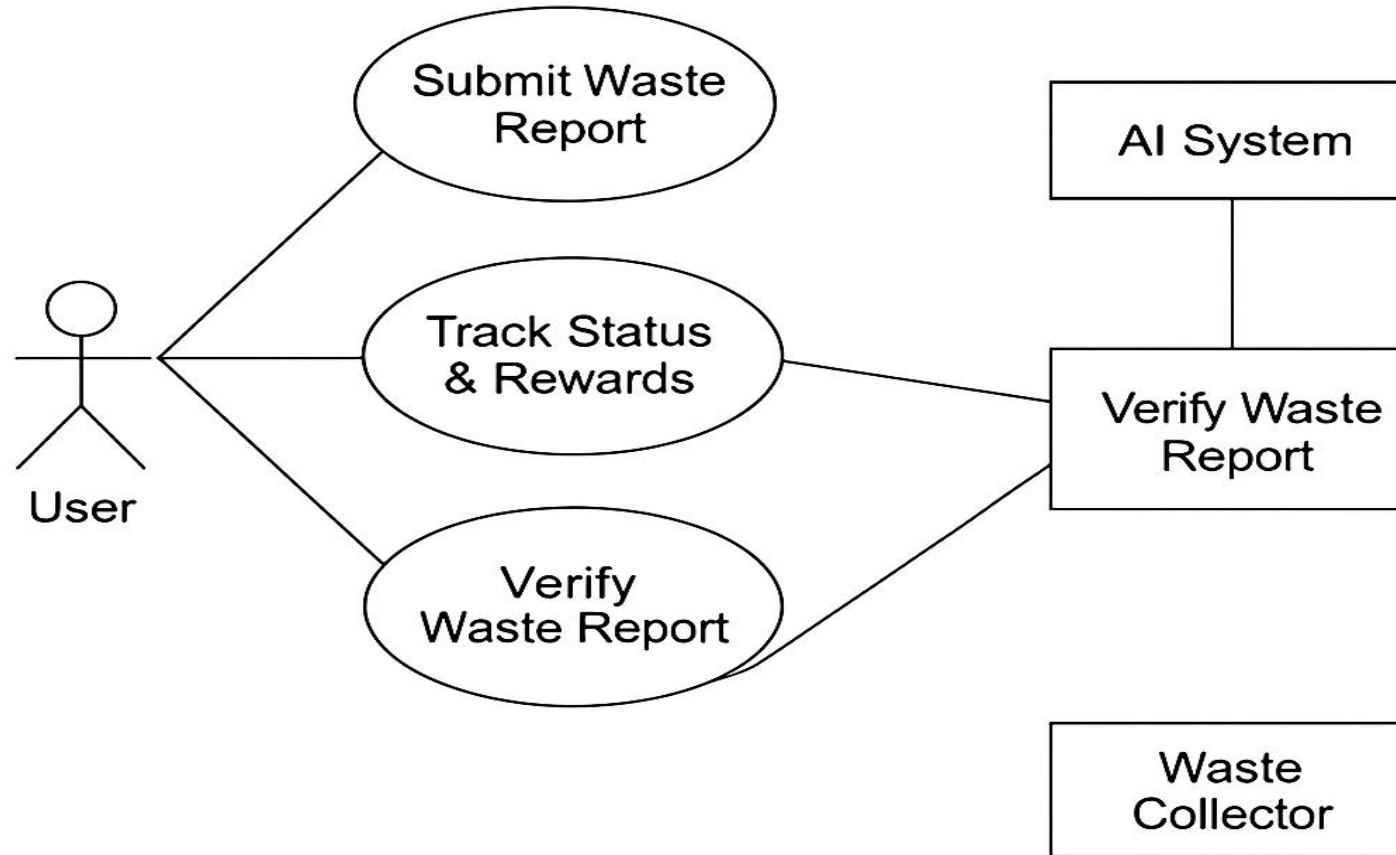 Submit Waste
Report
AI System
Track Status
& Rewards
Verify Waste
Report
User
Verify
Waste Report
Waste
Collector